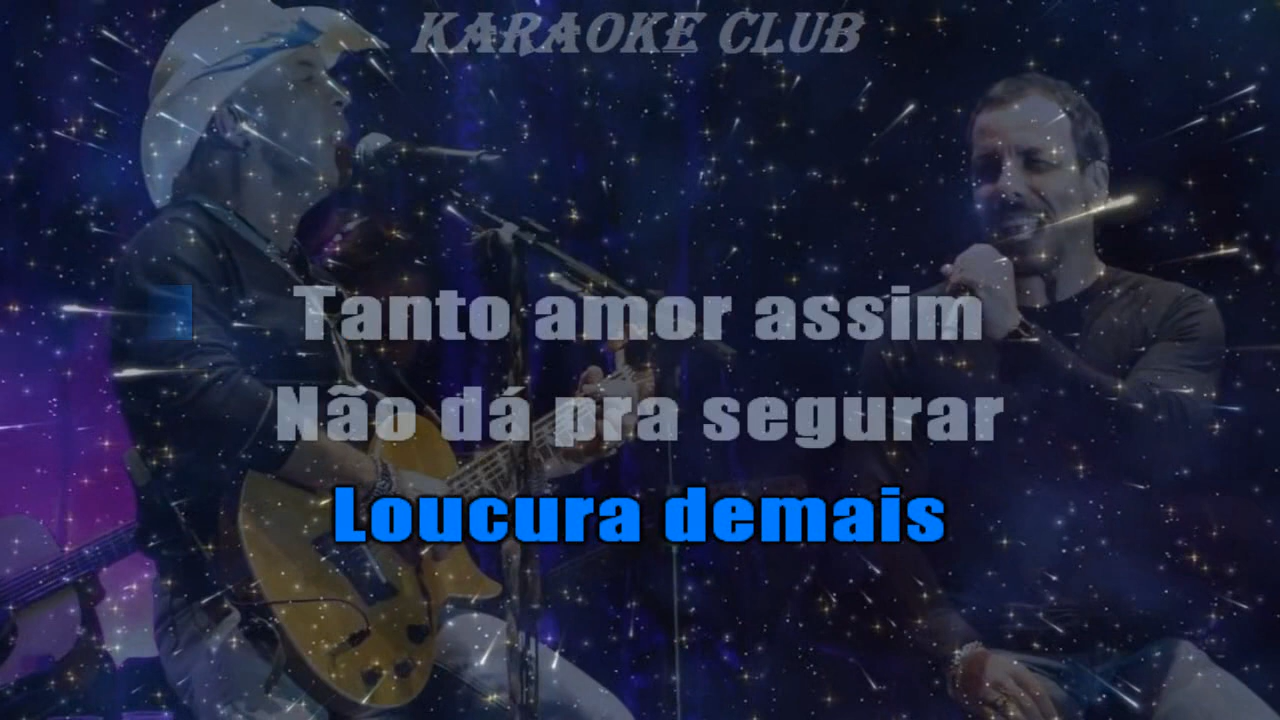 KARAOKE CLUB
Tanto amor assim
Não dá pra segurar
Loucura demais